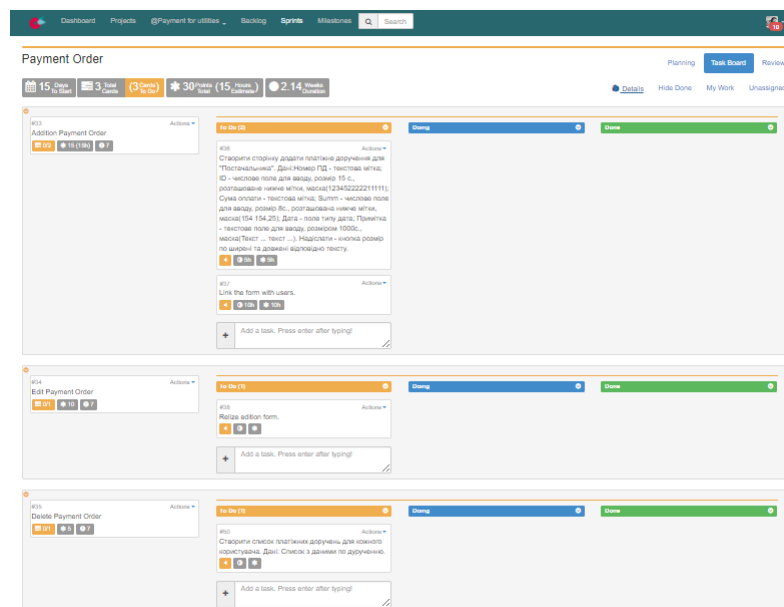 Dashboard Projects @Payment for utilities Backlog Sprints Milestones Search
10
Payment Order
Planning Task Board Review
15 Days To Start 3 Total Cards (3 Cards To Do) 30 Points Total (15 Hours Estimate) 2.14 Weeks Duration
Details Hide Done My Work Unassigned
#33 Actions
Addition Payment Order
0/2 15 (15h) 7
To Do (2) Doing Done
Actions
Створити сторінку додати платіжне доручення для
"Постачальника". Дані:Номер ПД - текстова мітка;
ID - числове поле для вводу, розмір 15 с.,
розташоване нижче мітки, маска(123452222211111);
Сума оплати - текстова мітка; Summ - числове поле
для вводу, розмір 8с., розташована нижче мітки,
маска(154 154,25); Дата - поле типу дата; Примітка
- текстове поле для вводу, розміром 1000с.,
маска(Текст ... текст ...). Надіслати - кнопка розмір
по ширені та довжені відповідно тексту.
5h 5h
#37 Actions
Link the form with users.
10h 10h
Add a task. Press enter after typing!
#34 Actions
Edit Payment Order
0/1 10 7
To Do (1) Doing Done
#38 Actions
Relize edition form.
Add a task. Press enter after typing!
#35 Actions
Delete Payment Order
0/1 5 7
To Do (1) Doing Done
Actions
Створити список платіжних доручень для кожного
користувача. Дані: Список з даними по дурученню.
Add a task. Press enter after typing!